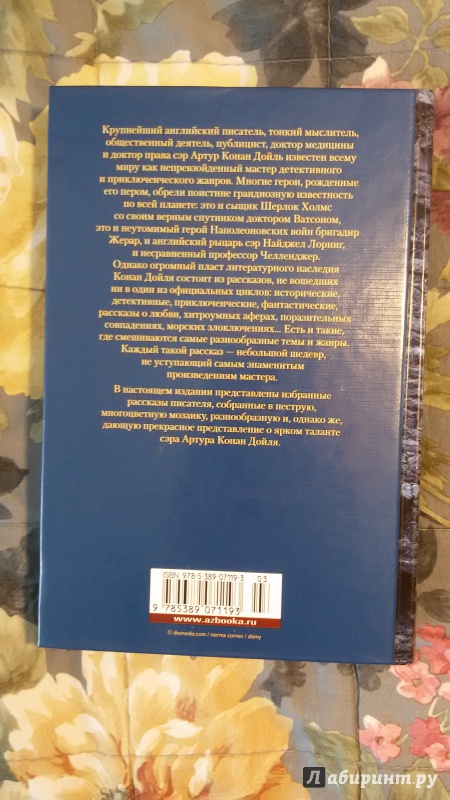 Крупнейший английский писатель, тонкий мыслитель,
общественный деятель, публицист, доктор медицины
и доктор права сэр Артур Конан Дойль известен всему
миру как непревзойденный мастер детективного
и приключенческого жанров. Многие герои, рожденные
его пером, обрели поистине грандиозную известность
по всей планете: это и сыщик Шерлок Холмс
со своим верным спутником доктором Ватсоном,
это и неутомимый герой Наполеоновских войн бригадир
Жерар, и английский рыцарь сэр Найджел Лоринг,
и несравненный профессор Челленджер.
Однако огромный пласт литературного наследия
Конан Дойля состоит из рассказов, не вошедших
ни в один из официальных циклов: исторические,
детективные, приключенческие, фантастические,
рассказы о любви, хитроумных аферах, поразительных
совпадениях, морских злоключениях... Есть и такие,
где смешиваются самые разнообразные темы и жанры.
Каждый такой рассказ — небольшой шедевр,
не уступающий самым знаменитым
произведениям мастера.
В настоящем издании представлены избранные
рассказы писателя, собранные в пеструю,
многоцветную мозаику, разнообразную и, однако же,
дающую прекрасное представление о ярком таланте
сэра Артура Конан Дойля.
ISBN 978-5-389-07119-3 03
9 785389 071193
www.azbooka.ru
© diomedia.com / norma cornes / alamy
Лабиринт.ру